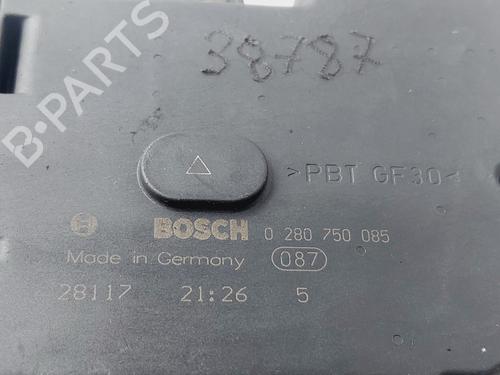 38787
B-PARTS
>PBT GF30<
BOSCH 0 280 750 085
Made in Germany 087
28117 21:26 5